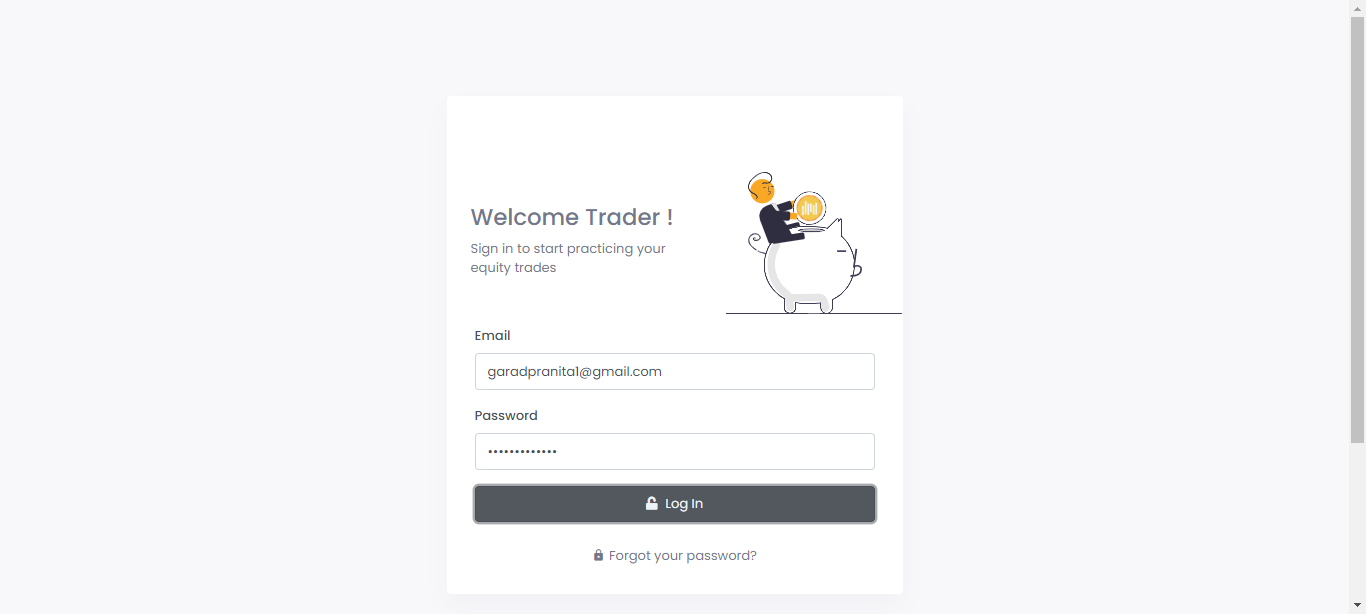 Welcome Trader !
Sign in to start practicing your
equity trades
Email
garadpranita1@gmail.com
Password
•••••••••••••
Log In
Forgot your password?